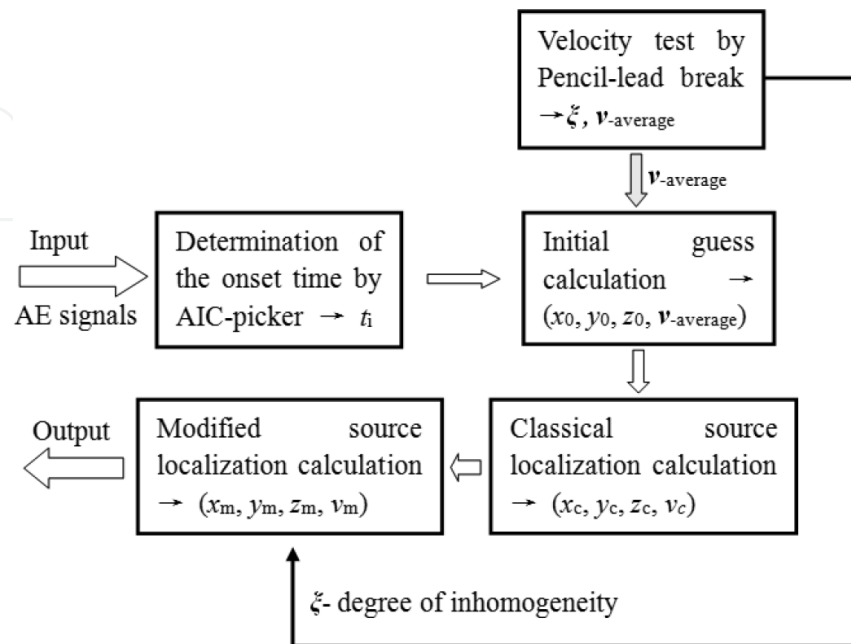 Velocity test by
Pencil-lead break
→ξ, v-average
v-average
Input
AE signals
Determination of
the onset time by
AIC-picker → ti
Initial guess
calculation →
(x0, y0, z0, v-average)
Output
Modified source
localization calculation
→ (xm, ym, zm, vm)
Classical source
localization calculation
→ (xc, yc, zc, vc)
ξ- degree of inhomogeneity